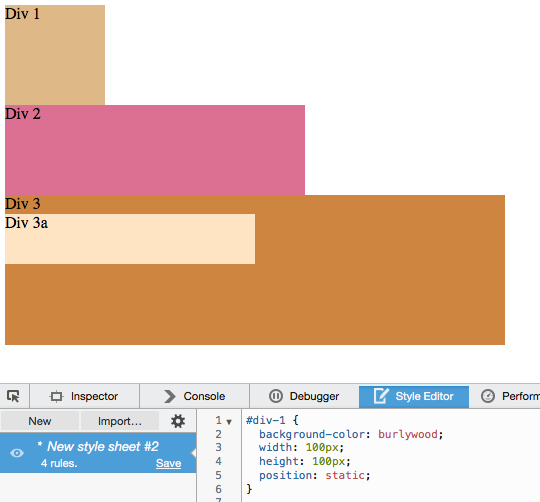 Div 1
Div 2
Div 3
Div 3a
Inspector Console Debugger Style Editor Perform
New Import...
* New style sheet #2
4 rules. Save
1 #div-1 {
2 background-color: burlywood;
3 width: 100px;
4 height: 100px;
5 position: static;
6 }
7